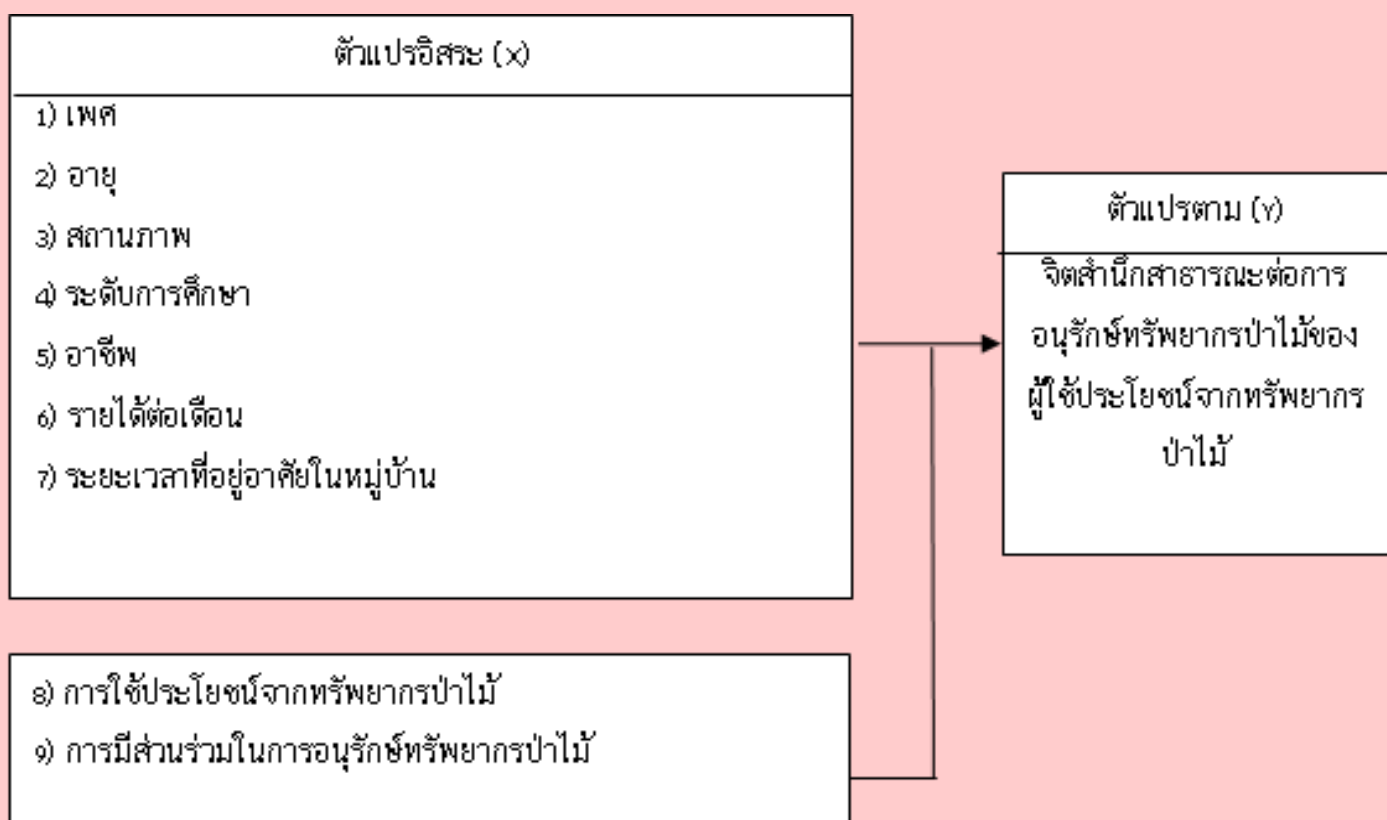 ตัวแปรอิสระ (x)
1) เพศ
2) อายุ
3) สถานภาพ
4) ระดับการศึกษา
5) อาชีพ
6) รายได้ต่อเดือน
7) ระยะเวลาที่อยู่อาศัยในหมู่บ้าน
8) การใช้ประโยชน์จากทรัพยากรป่าไม้
9) การมีส่วนร่วมในการอนุรักษ์ทรัพยากรป่าไม้
ตัวแปรตาม (Y)
จิตสำนึกสาธารณะต่อการ
อนุรักษ์ทรัพยากรป่าไม้ของ
ผู้ใช้ประโยชน์จากทรัพยากร
ป่าไม้